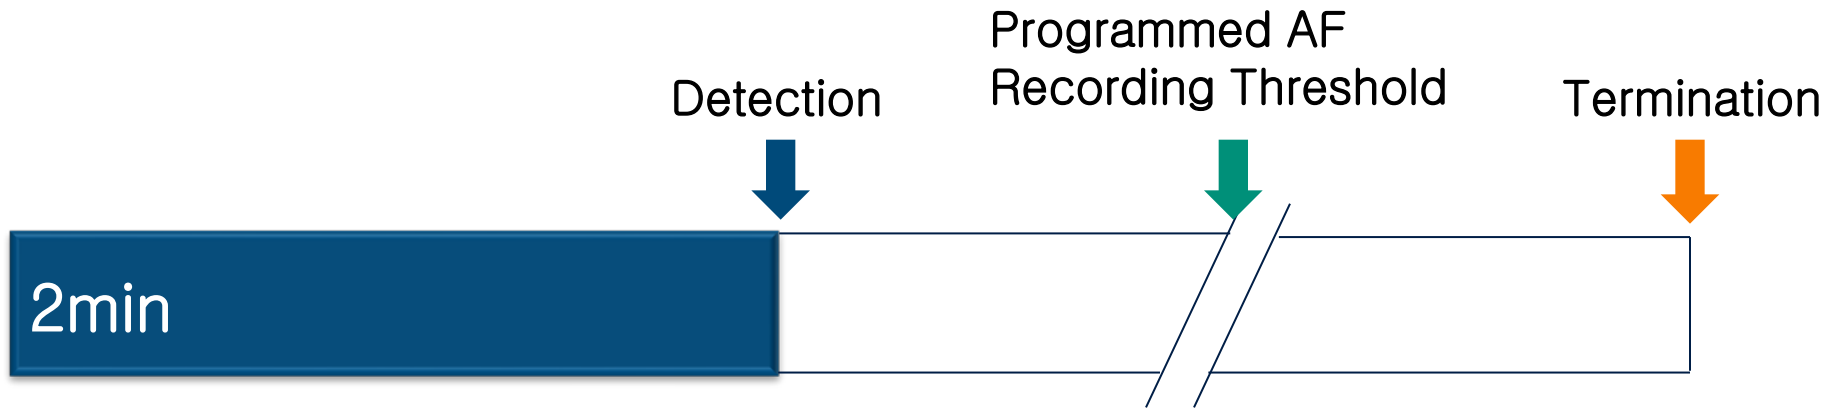 Programmed AF
Recording Threshold
Detection
Termination
2min